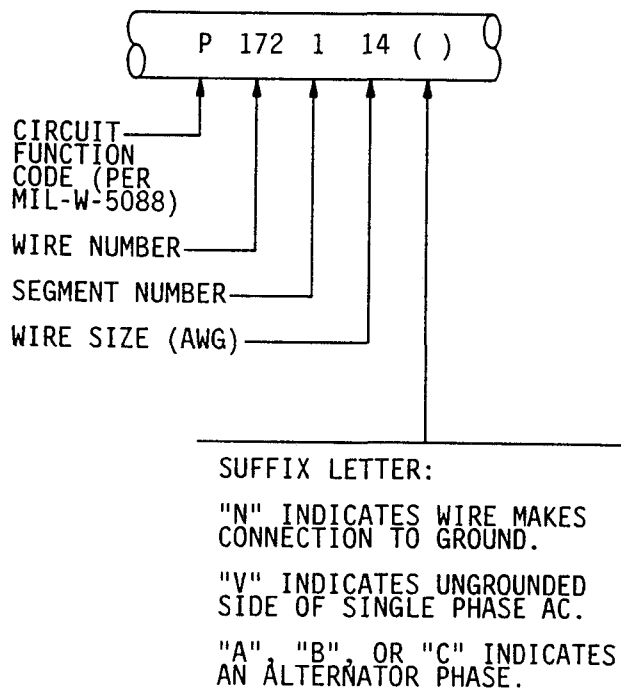 P 172 1 14 ( )
CIRCUIT
FUNCTION
CODE (PER
MIL-W-5088)
WIRE NUMBER
SEGMENT NUMBER
WIRE SIZE (AWG)
SUFFIX LETTER:
"N" INDICATES WIRE MAKES
CONNECTION TO GROUND.
"V" INDICATES UNGROUNDED
SIDE OF SINGLE PHASE AC.
"A", "B", OR "C" INDICATES
AN ALTERNATOR PHASE.